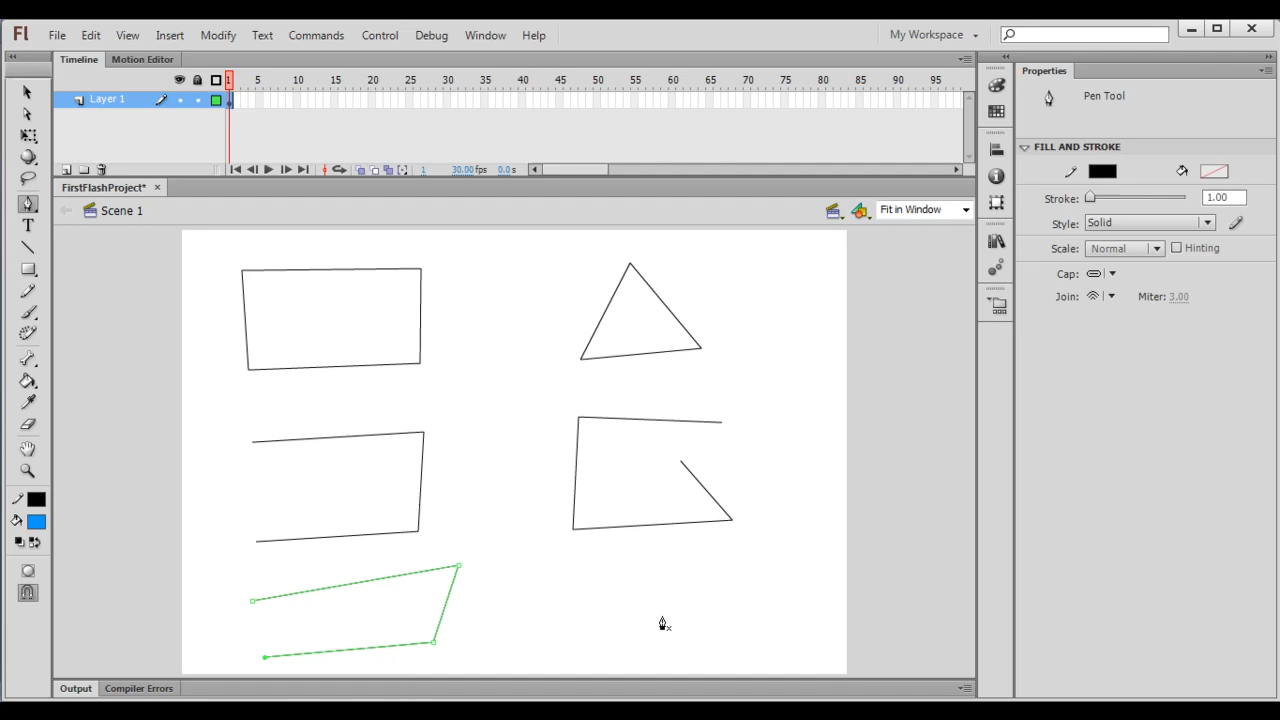 Fl File Edit View Insert Modify Text Commands Control Debug Window Help My Workspace
Timeline Motion Editor
Properties
1 5 10 15 20 25 30 35 40 45 50 55 60 65 70 75 80 85 90 95
Layer 1
Pen Tool
FILL AND STROKE
1 30.00 fps 0.0 s
FirstFlashProject*
Scene 1
Fit in Window
Stroke: 1.00
Style: Solid
Scale: Normal Hinting
Cap:
Join: Miter: 3.00
Output Compiler Errors